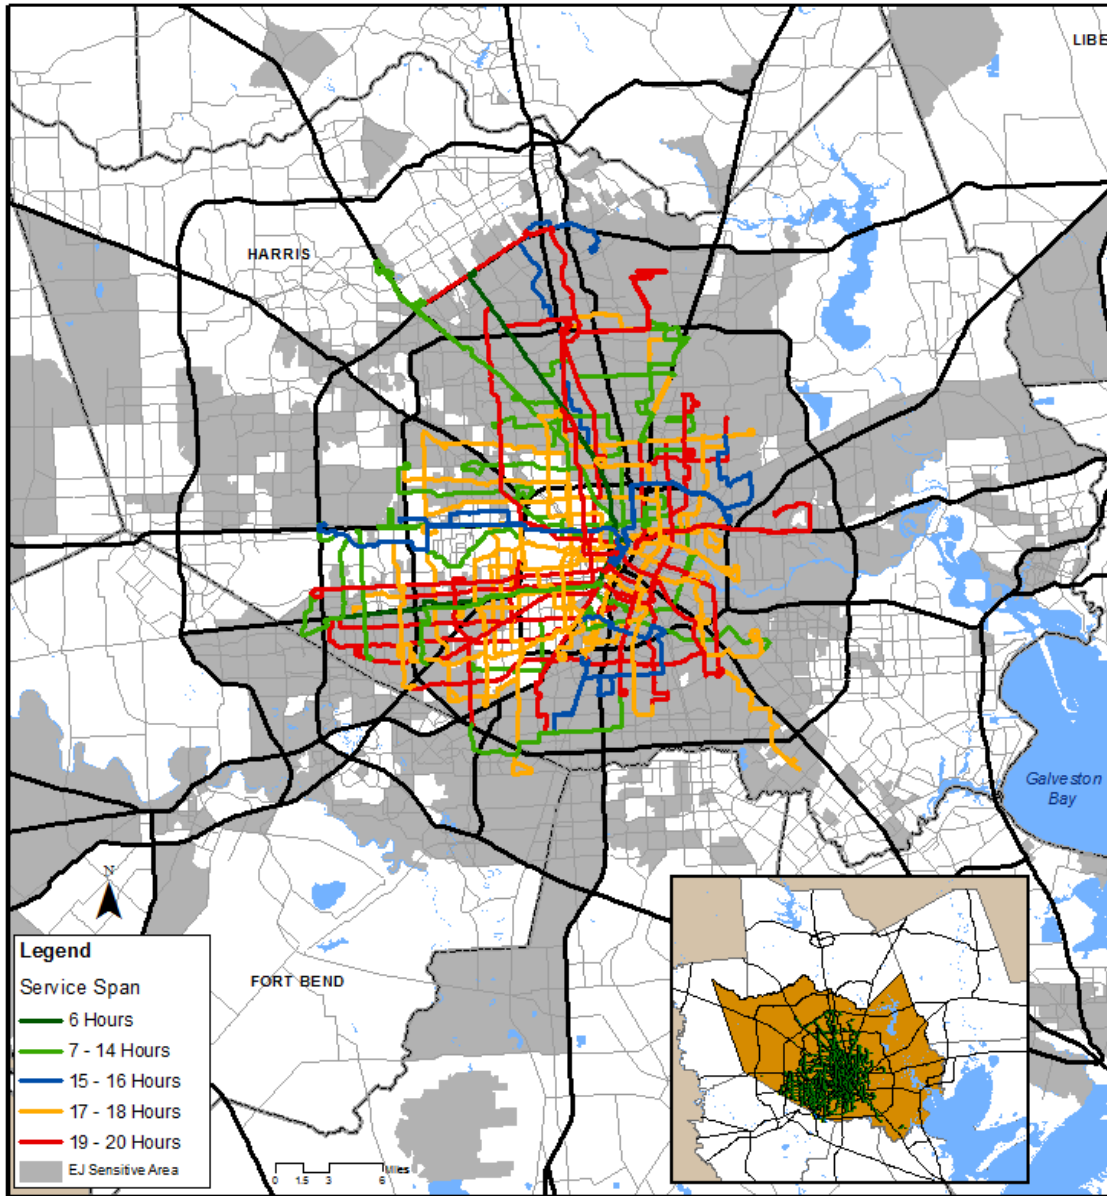 LIBE
HARRIS
Galveston
Bay
N
Legend
Service Span
6 Hours
7 - 14 Hours
15 - 16 Hours
17 - 18 Hours
19 - 20 Hours
EJ Sensitive Area
FORT BEND
Miles
0 1.5 3 6